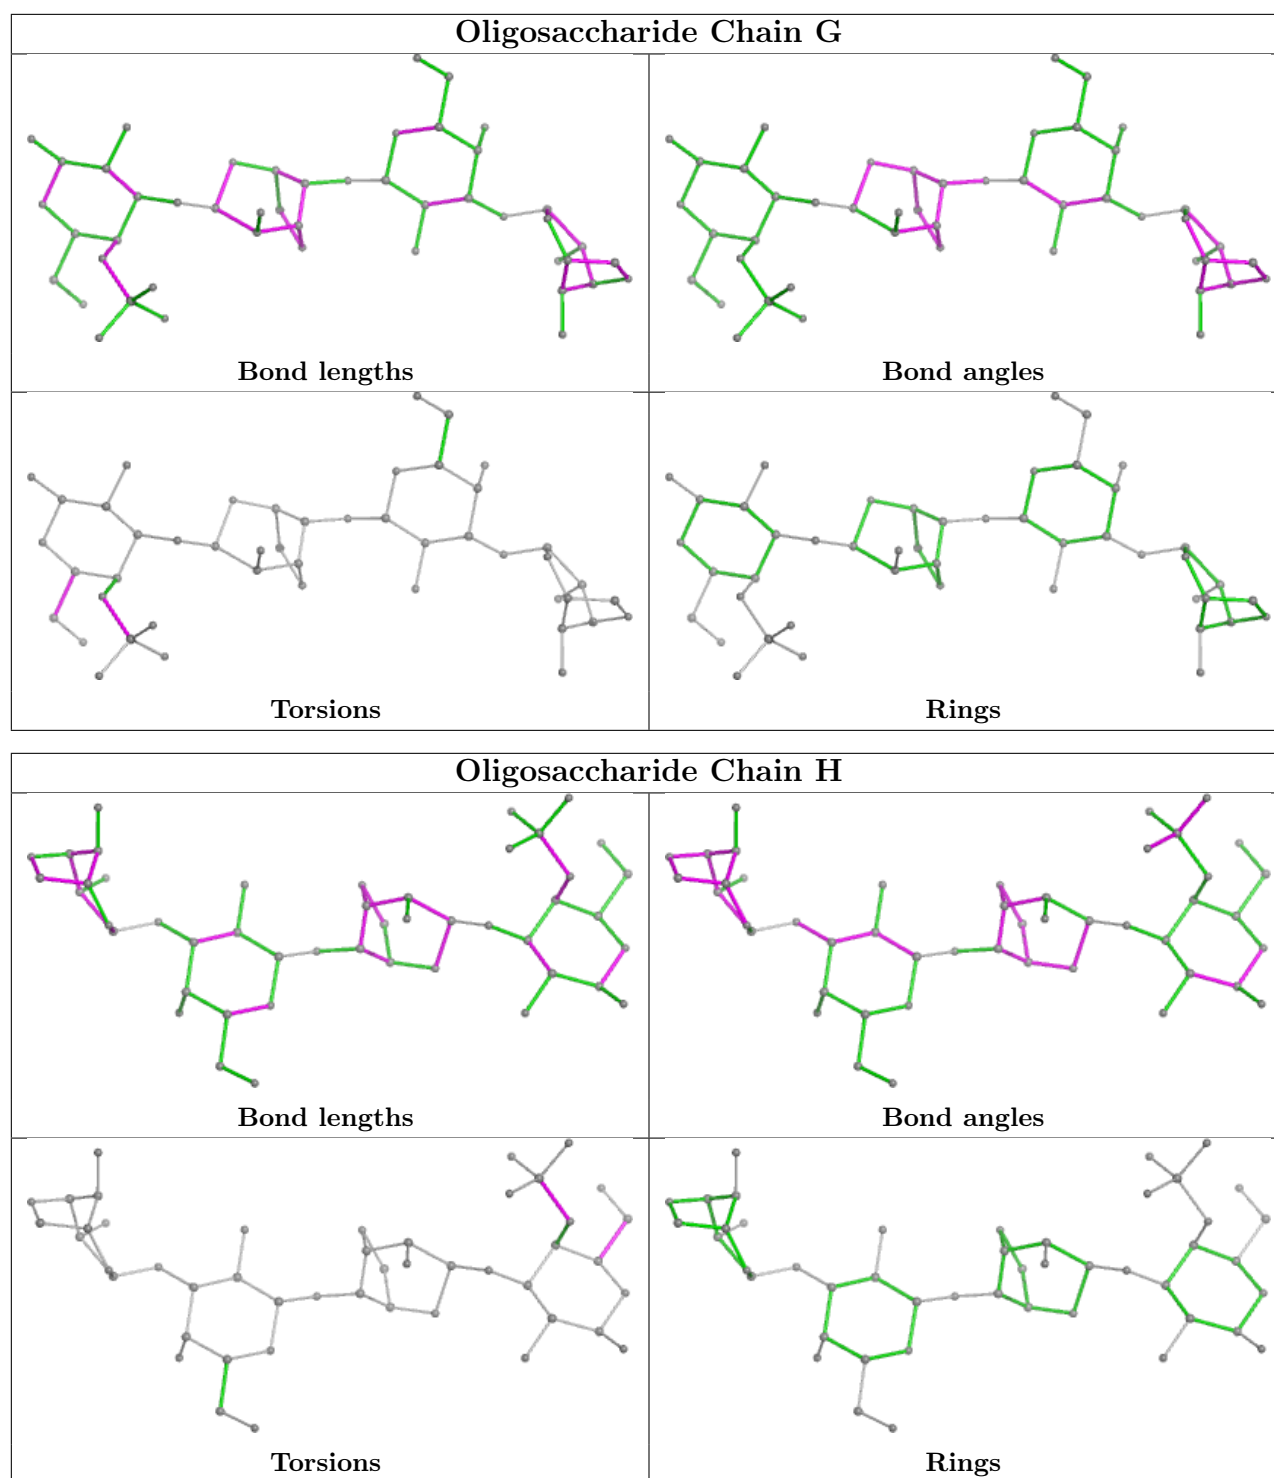 Oligosaccharide Chain G
Bond lengths
Bond angles
Torsions
Rings
Oligosaccharide Chain H
Bond lengths
Bond angles
Torsions
Rings